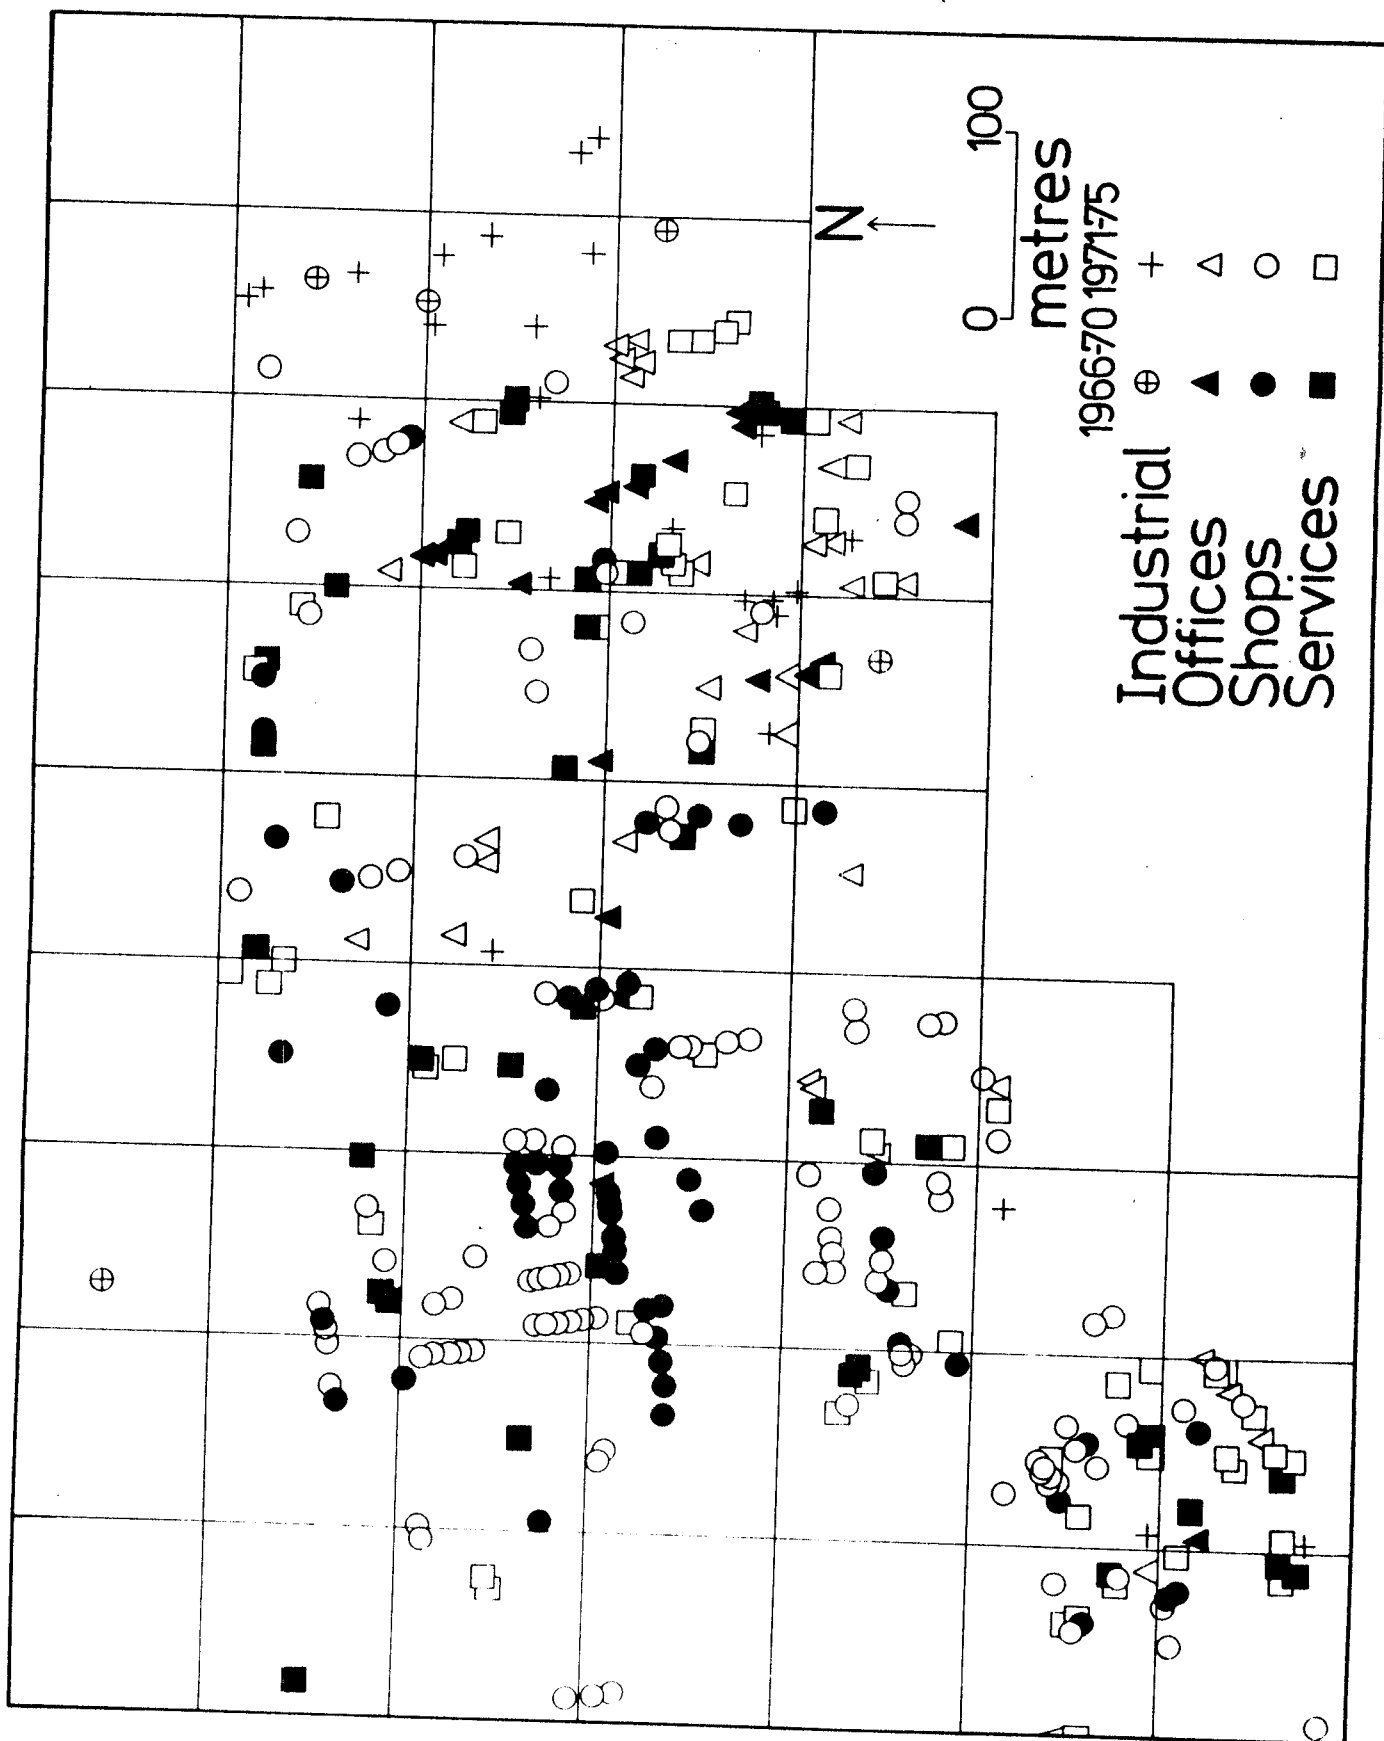 N
0 100
metres
1966-70 1971-75
Industrial
Offices
Shops
Services